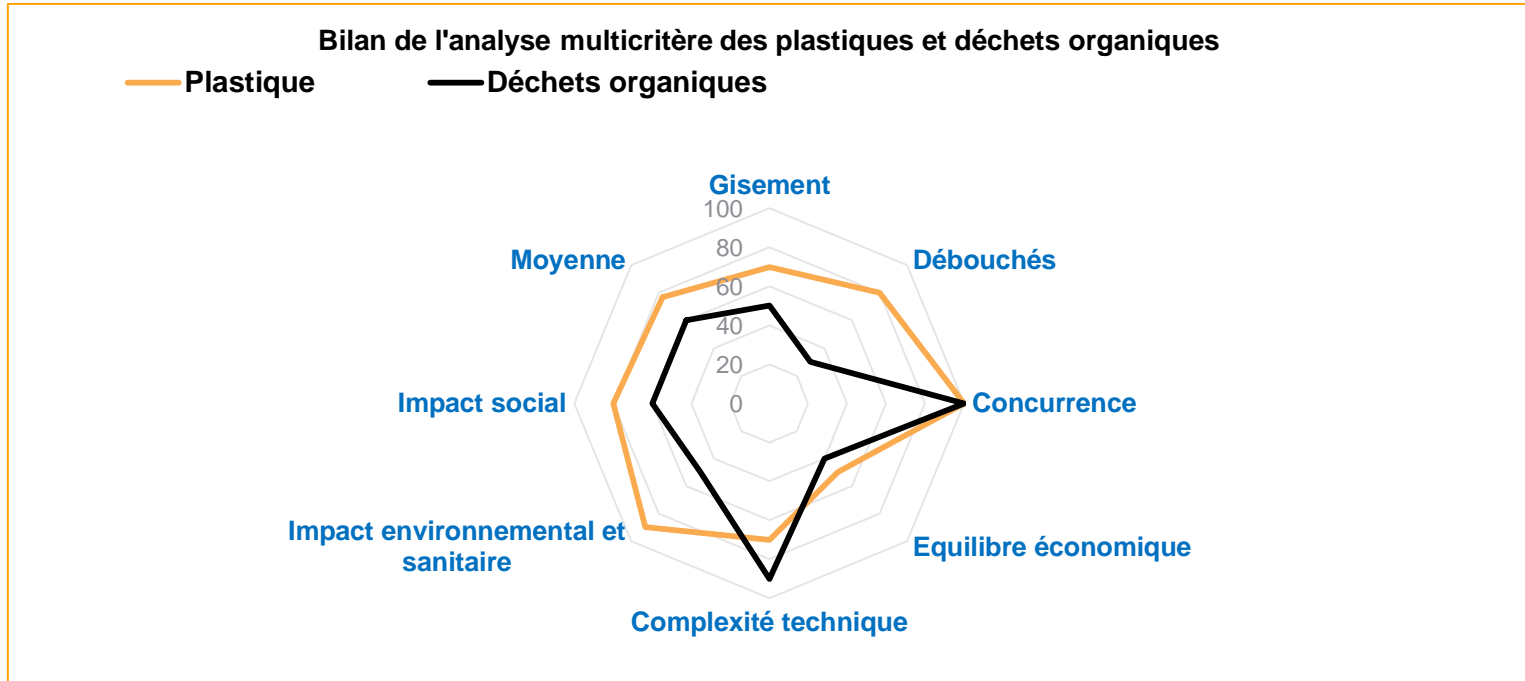 Bilan de l'analyse multicritère des plastiques et déchets organiques
Plastique
Déchets organiques
Gisement
100
80
60
40
20
0
Débouchés
Concurrence
Equilibre économique
Complexité technique
Impact environnemental et
sanitaire
Impact social
Moyenne